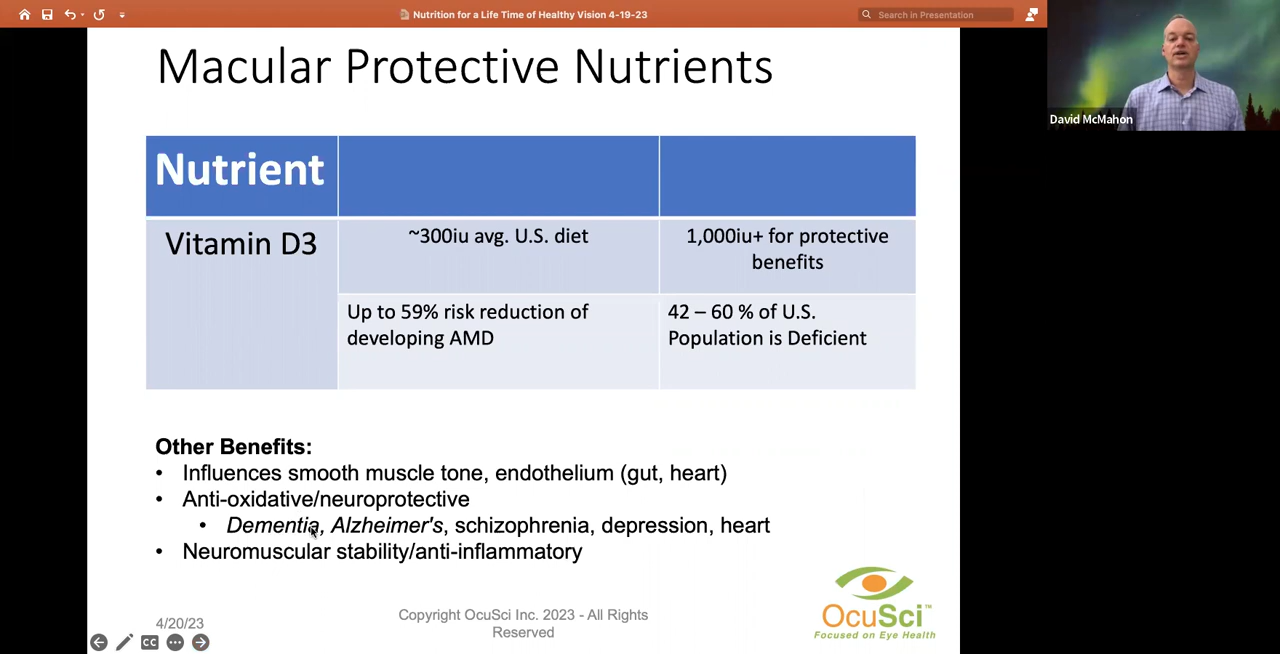 Nutrition for a Life Time of Healthy Vision 4-19-23
Search in Presentation
David McMahon
Macular Protective Nutrients
Nutrient
Vitamin D3
~300iu avg. U.S. diet
1,000iu+ for protective
benefits
Up to 59% risk reduction of
developing AMD
42 – 60 % of U.S.
Population is Deficient
Other Benefits:
• Influences smooth muscle tone, endothelium (gut, heart)
• Anti-oxidative/neuroprotective
• Dementia, Alzheimer's, schizophrenia, depression, heart
• Neuromuscular stability/anti-inflammatory
4/20/23
Copyright OcuSci Inc. 2023 - All Rights
Reserved
OcuSci™
Focused on Eye Health
CC